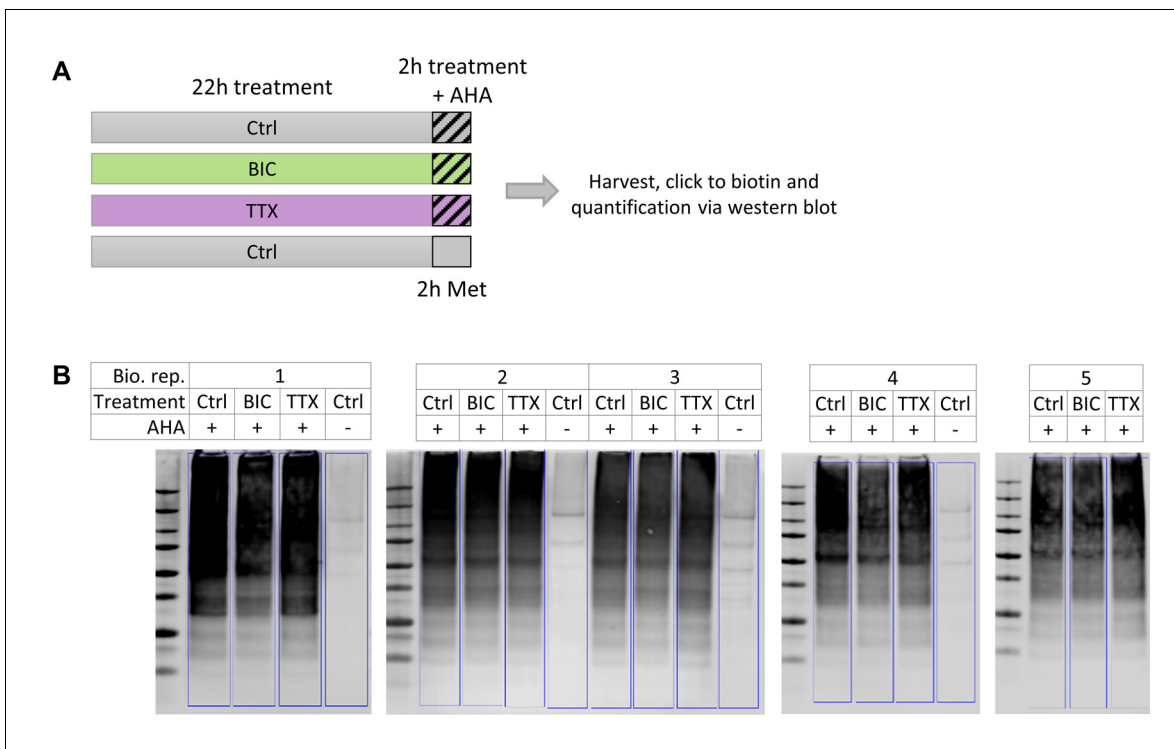 A
22h treatment
2h treatment
+ AHA
Ctrl
BIC
TTX
Ctrl
2h Met
Harvest, click to biotin and
quantification via western blot
B
Bio. rep. 1 2 3 4 5
Treatment Ctrl BIC TTX Ctrl Ctrl BIC TTX Ctrl Ctrl BIC TTX Ctrl Ctrl BIC TTX Ctrl Ctrl BIC TTX
AHA + + + - + + + - + + + - + + + - + + +